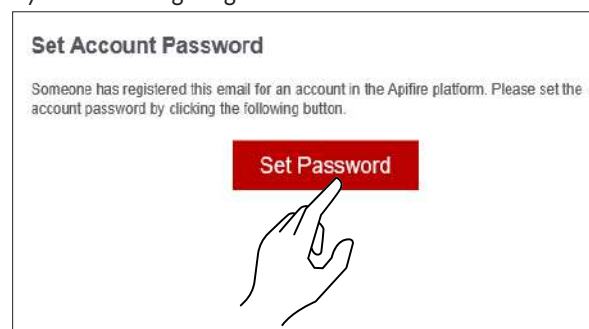 Set Account Password
Someone has registered this email for an account in the Apifire platform. Please set the
account password by clicking the following button.
Set Password